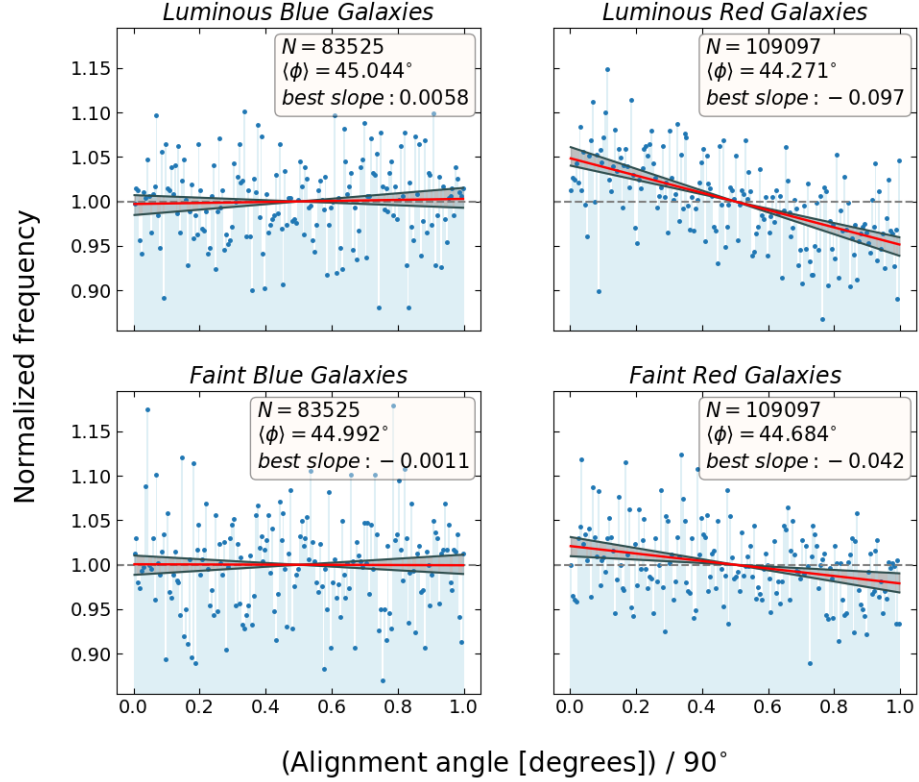 Luminous Blue Galaxies
N = 83525
⟨ϕ⟩ = 45.044°
best slope: 0.0058
Luminous Red Galaxies
N = 109097
⟨ϕ⟩ = 44.271°
best slope: −0.097
1.15
1.10
1.05
1.00
0.95
0.90
Faint Blue Galaxies
N = 83525
⟨ϕ⟩ = 44.992°
best slope: −0.0011
Faint Red Galaxies
N = 109097
⟨ϕ⟩ = 44.684°
best slope: −0.042
1.15
1.10
1.05
1.00
0.95
0.90
0.0 0.2 0.4 0.6 0.8 1.0
0.0 0.2 0.4 0.6 0.8 1.0
Normalized frequency
(Alignment angle [degrees]) / 90°